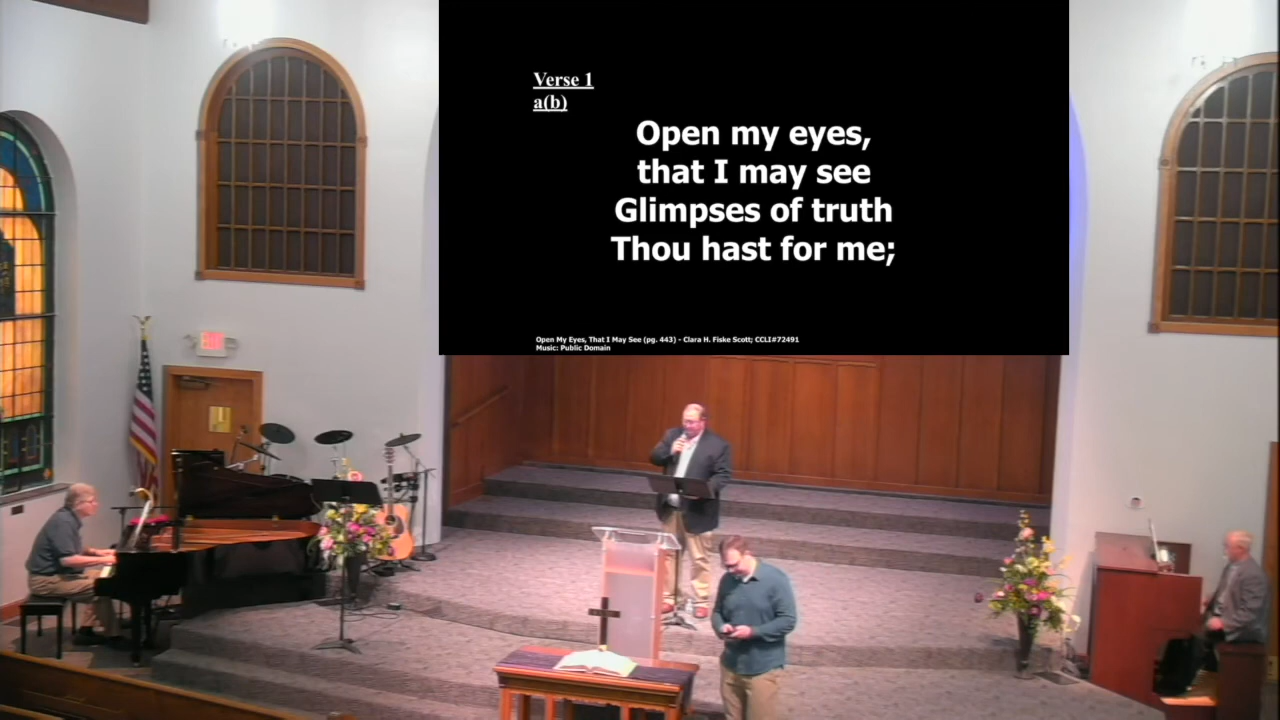 Verse 1
a(b)
Open my eyes,
that I may see
Glimpses of truth
Thou hast for me;
Open My Eyes, That I May See (pg. 443) - Clara H. Fiske Scott; CCLI#72491
Music: Public Domain
EXIT